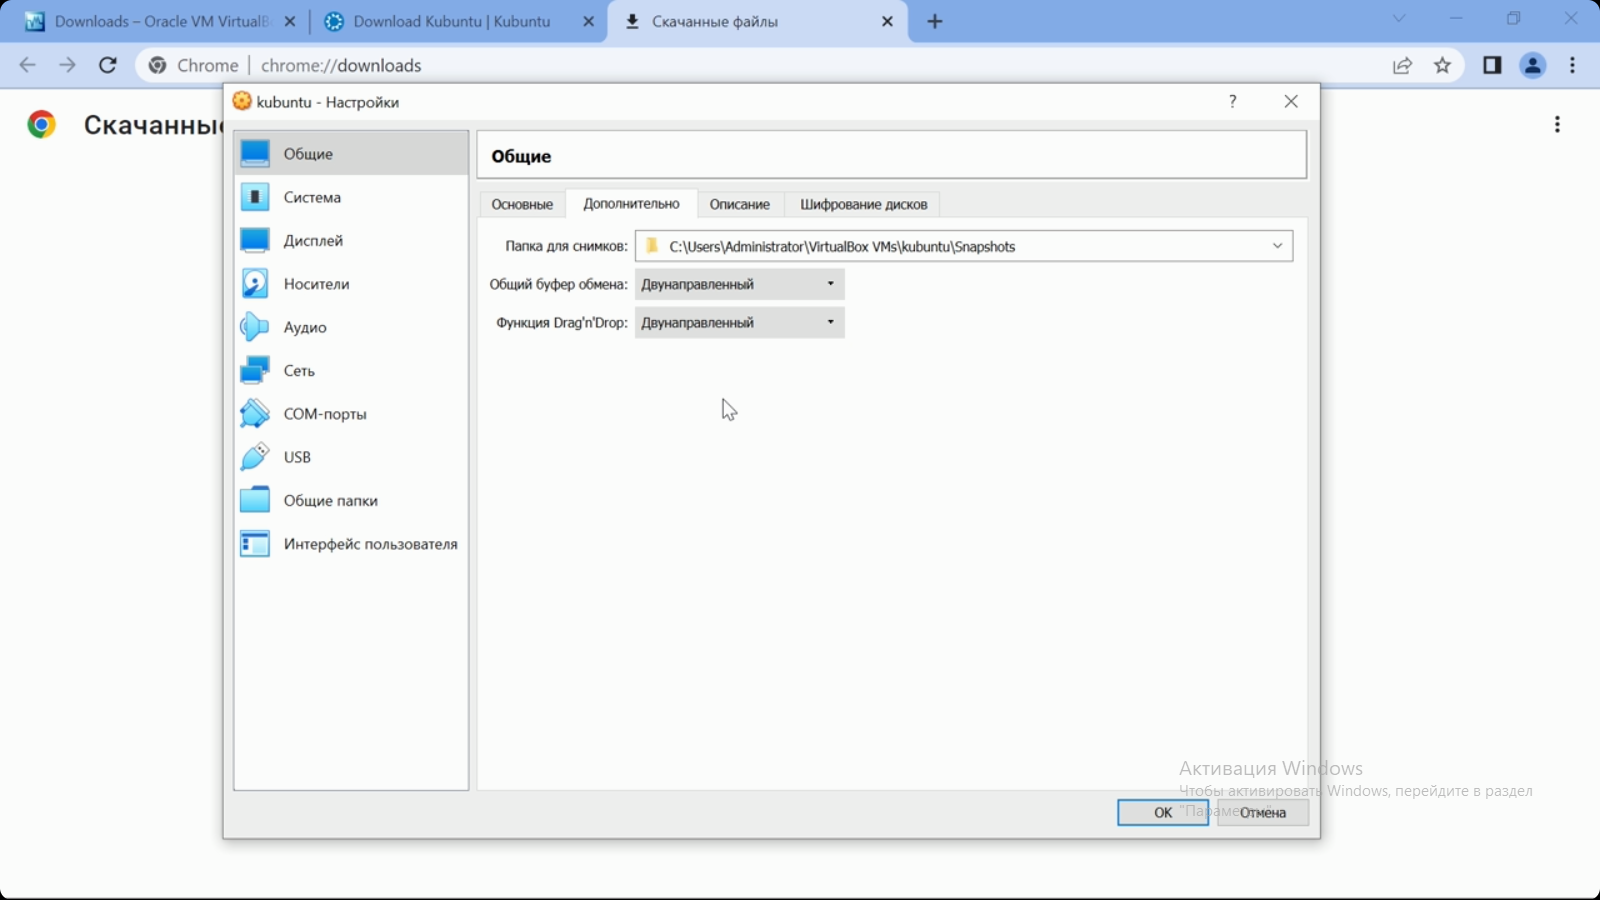 Downloads – Oracle VM VirtualB
Download Kubuntu | Kubuntu
Скачанные файлы
Chrome
chrome://downloads
Скачанные
kubuntu - Настройки
?
Общие
Система
Дисплей
Носители
Аудио
Сеть
COM-порты
USB
Общие папки
Интерфейс пользователя
Общие
Основные
Дополнительно
Описание
Шифрование дисков
Папка для снимков:
C:\Users\Administrator\VirtualBox VMs\kubuntu\Snapshots
Общий буфер обмена:
Двунаправленный
Функция Drag'n'Drop:
Двунаправленный
Активация Windows
Чтобы активировать Windows, перейдите в раздел
"Параметры".
OK
Отмена